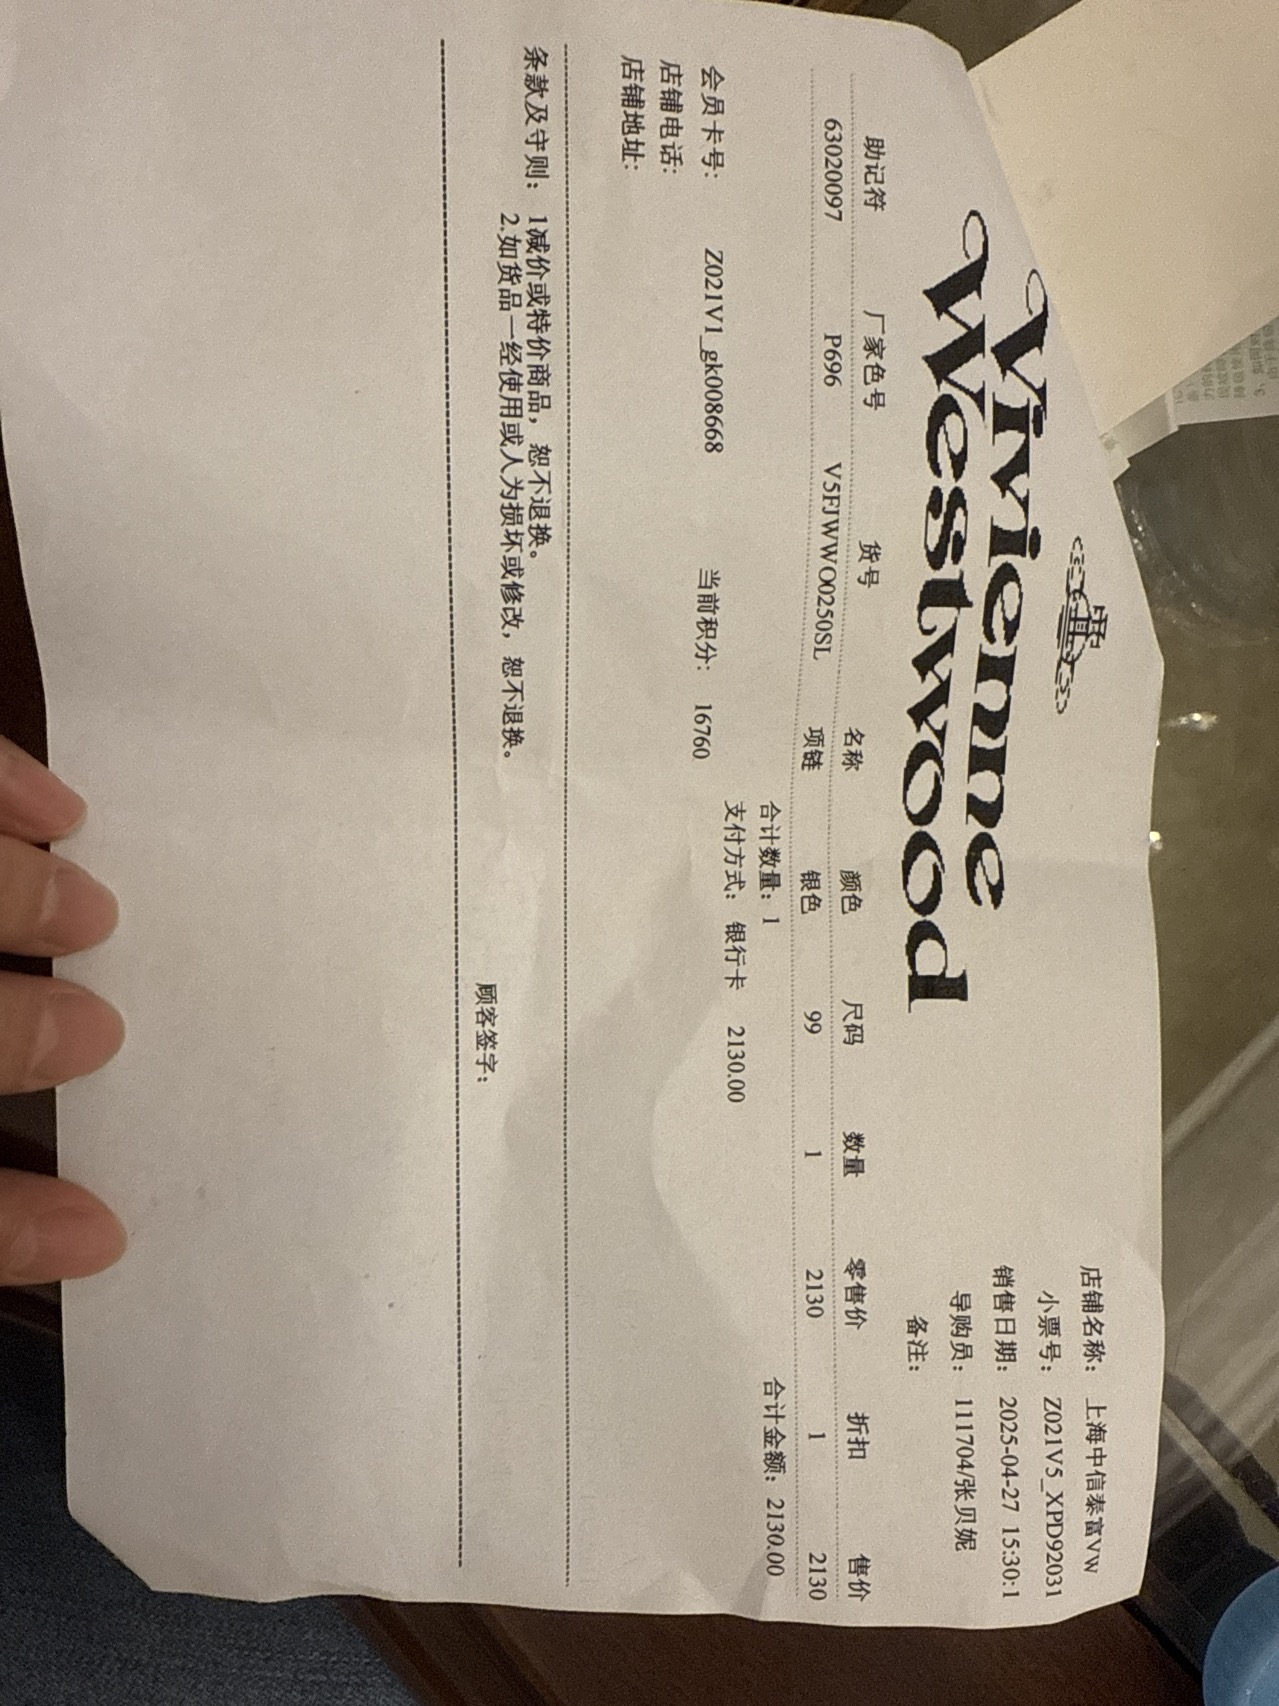 Vivienne
Westwood
店铺名称： 上海中信泰富VW
小票号： Z021V5_XPD92031
销售日期： 2025-04-27 15:30:1
导购员： 111704/张贝妮
备注：
助记符 厂家色号 货号 名称 颜色 尺码 数量 零售价 折扣 售价
63020097 P696 V5FJWWO0250SL 项链 银色 99 1 2130 1 2130
合计数量： 1 合计金额： 2130.00
支付方式： 银行卡 2130.00
会员卡号： Z021V1_gk008668 当前积分： 16760
店铺电话：
店铺地址：
条款及守则： 1减价或特价商品，恕不退换。
2.如货品一经使用或人为损坏或修改，恕不退换。
顾客签字：